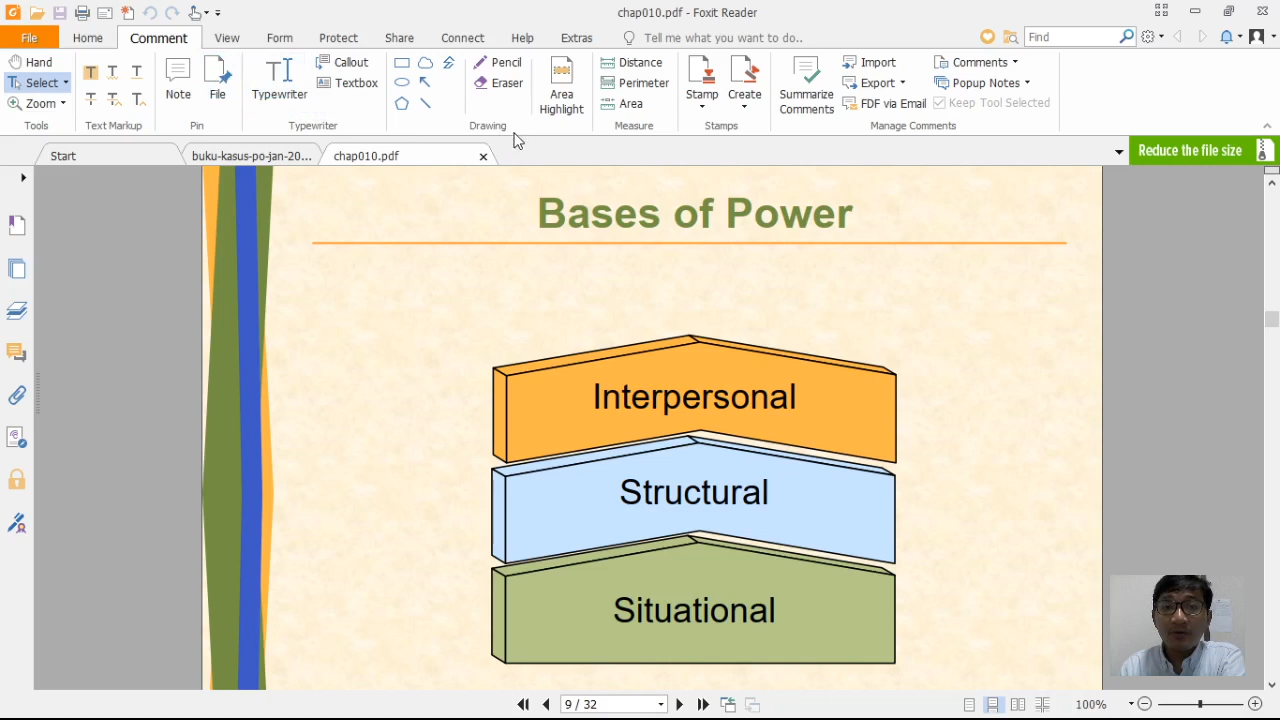 chap010.pdf - Foxit Reader
File Home Comment View Form Protect Share Connect Help Extras Tell me what you want to do.. Find
Hand
Select
Zoom
Tools
T T T
T T T
Text Markup
Note
File
Pin
Typewriter
Callout
Textbox
Typewriter
Pencil
Eraser
Drawing
Area
Highlight
Distance
Perimeter
Area
Measure
Stamp
Create
Stamps
Summarize
Comments
Import
Export
FDF via Email
Comments
Popup Notes
Keep Tool Selected
Manage Comments
Start
buku-kasus-po-jan-20...
chap010.pdf
Reduce the file size
Bases of Power
Interpersonal
Structural
Situational
9 / 32
100%